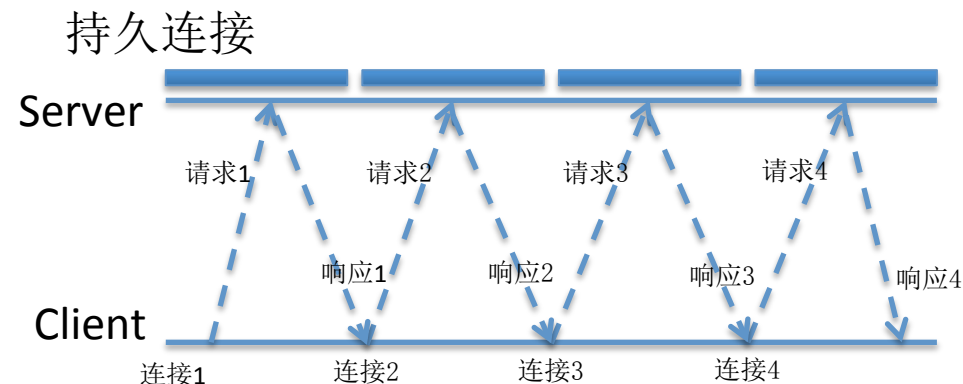 持久连接
Server
请求1
请求2
请求3
请求4
响应1
响应2
响应3
响应4
Client
连接1
连接2
连接3
连接4